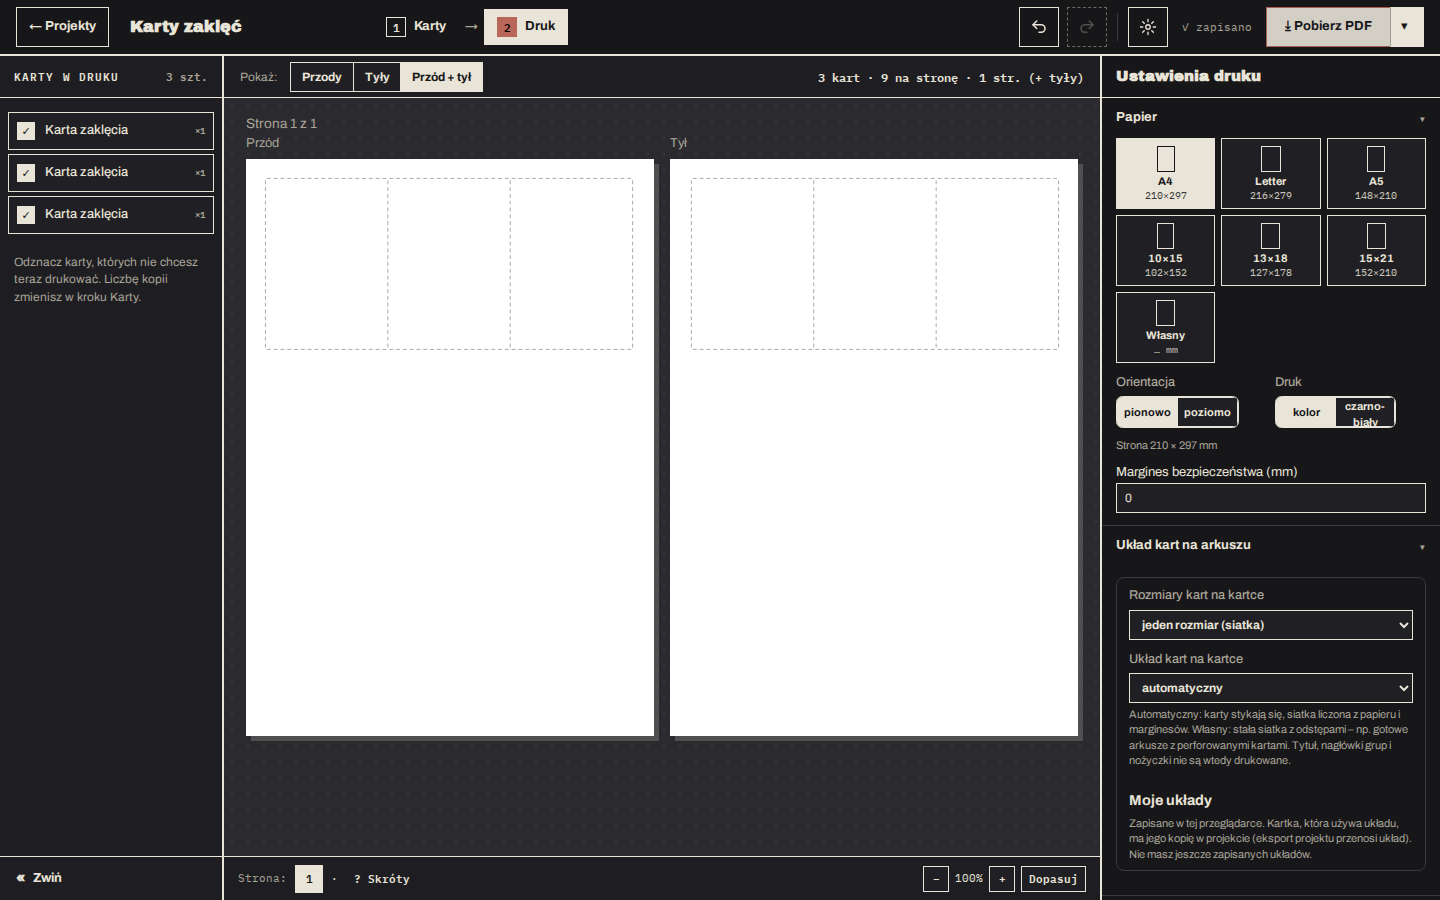 ← Projekty
Karty zaklęć
1 Karty → 2 Druk
✓ zapisano
⤓ Pobierz PDF ▼
KARTY W DRUKU 3 szt.
✓ Karta zaklęcia ×1
✓ Karta zaklęcia ×1
✓ Karta zaklęcia ×1
Odznacz karty, których nie chcesz
teraz drukować. Liczbę kopii
zmienisz w kroku Karty.
« Zwiń
Pokaż: Przody Tyły Przód + tył
3 kart · 9 na stronę · 1 str. (+ tyły)
Strona 1 z 1
Przód Tył
Strona: 1 · ? Skróty
− 100% + Dopasuj
Ustawienia druku
Papier ▼
A4 Letter A5
210×297 216×279 148×210
10×15 13×18 15×21
102×152 127×178 152×210
Własny
… mm
Orientacja Druk
pionowo poziomo kolor czarno-
biały
Strona 210 × 297 mm
Margines bezpieczeństwa (mm)
0
Układ kart na arkuszu ▼
Rozmiary kart na kartce
jeden rozmiar (siatka)
Układ kart na kartce
automatyczny
Automatyczny: karty stykają się, siatka liczona z papieru i
marginesów. Własny: stała siatka z odstępami – np. gotowe
arkusze z perforowanymi kartami. Tytuł, nagłówki grup i
nożyczki nie są wtedy drukowane.
Moje układy
Zapisane w tej przeglądarce. Kartka, która używa układu,
ma jego kopię w projekcie (eksport projektu przenosi układ).
Nie masz jeszcze zapisanych układów.